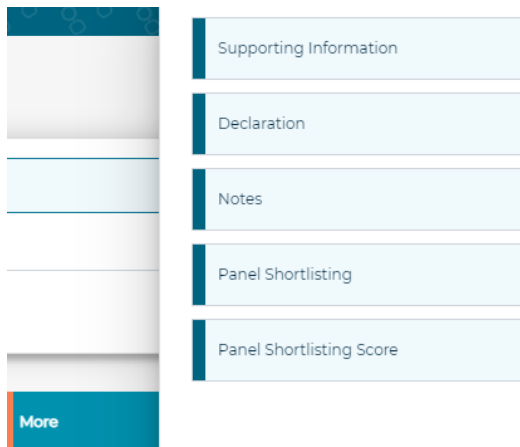 Supporting Information
Declaration
Notes
Panel Shortlisting
Panel Shortlisting Score
More